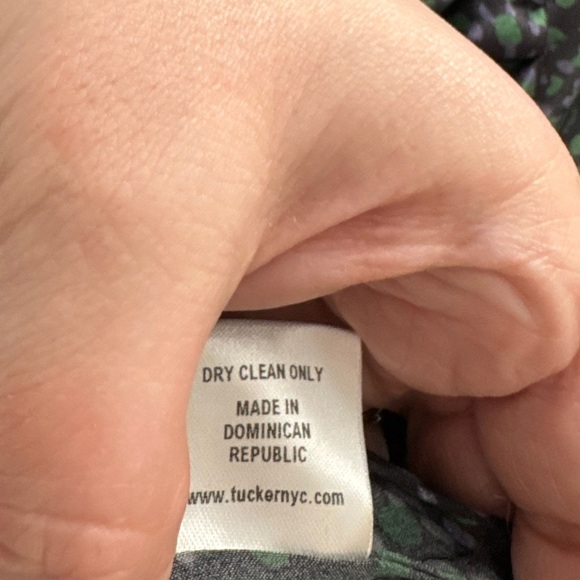 DRY CLEAN ONLY
MADE IN
DOMINICAN
REPUBLIC
www.tuckernyc.com